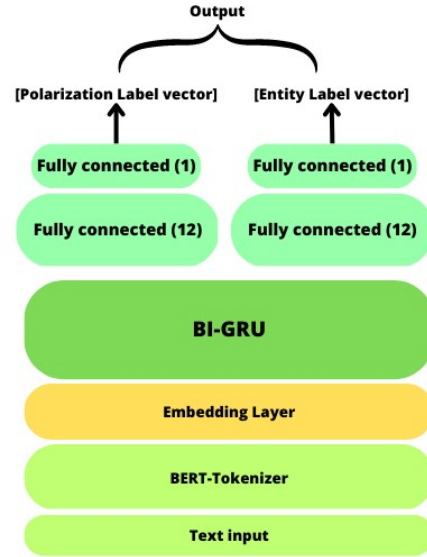 Output
[Polarization Label vector] [Entity Label vector]
Fully connected (1) Fully connected (1)
Fully connected (12) Fully connected (12)
BI-GRU
Embedding Layer
BERT-Tokenizer
Text input